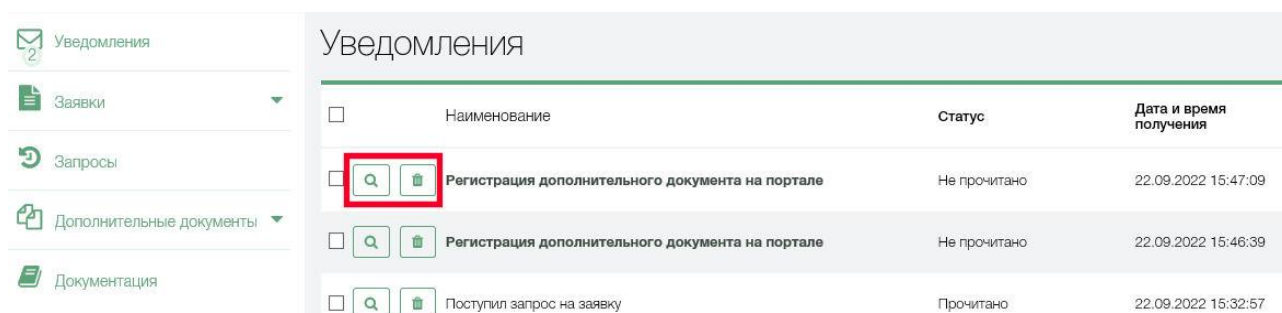 Уведомления
2
Заявки
Запросы
Дополнительные документы
Документация
Уведомления
Наименование Статус Дата и время
получения
Регистрация дополнительного документа на портале Не прочитано 22.09.2022 15:47:09
Регистрация дополнительного документа на портале Не прочитано 22.09.2022 15:46:39
Поступил запрос на заявку Прочитано 22.09.2022 15:32:57